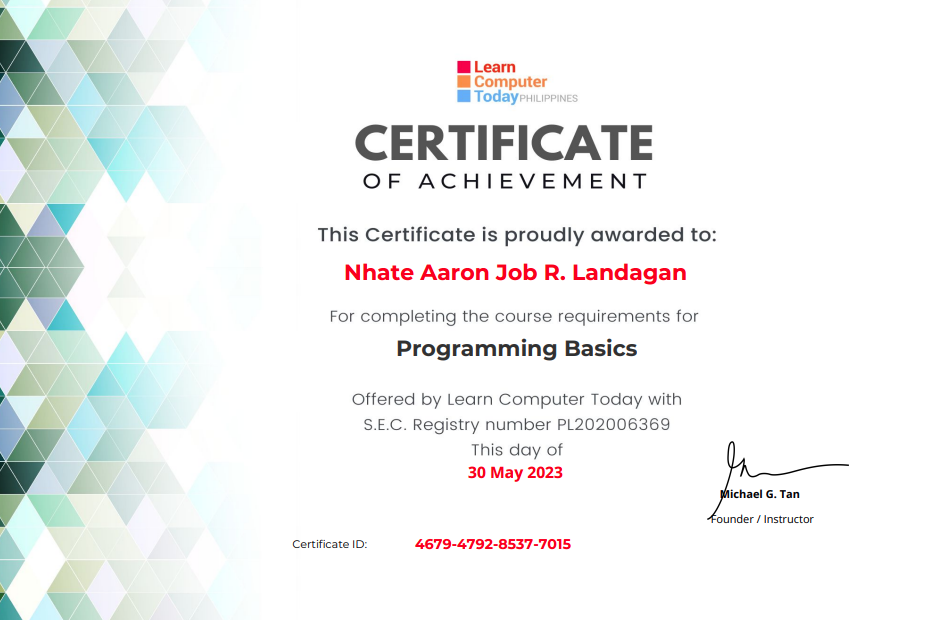 Learn
Computer
Today PHILIPPINES
CERTIFICATE
OF ACHIEVEMENT
This Certificate is proudly awarded to:
Nhate Aaron Job R. Landagan
For completing the course requirements for
Programming Basics
Offered by Learn Computer Today with
S.E.C. Registry number PL202006369
This day of
30 May 2023
Michael G. Tan
Founder / Instructor
Certificate ID: 4679-4792-8537-7015